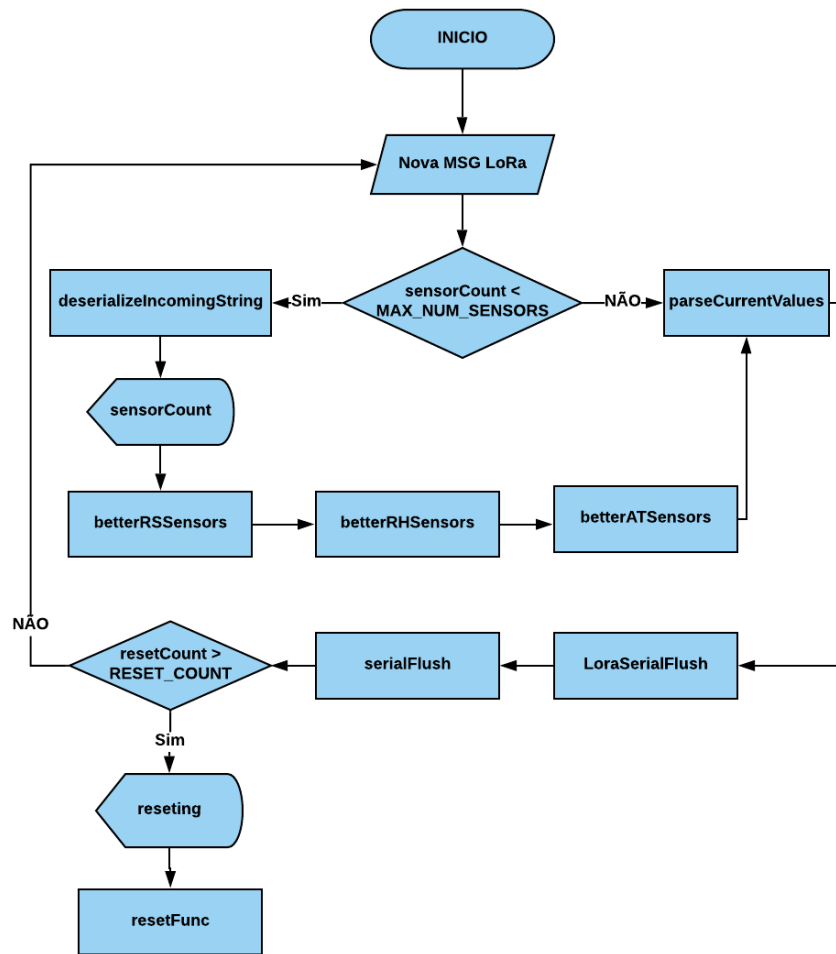 INICIO
Nova MSG LoRa
sensorCount <
MAX_NUM_SENSORS
Sim
NÃO
deserializeIncomingString
parseCurrentValues
sensorCount
betterRSSensors
betterRHSensors
betterATSensors
NÃO
resetCount >
RESET_COUNT
serialFlush
LoraSerialFlush
Sim
reseting
resetFunc